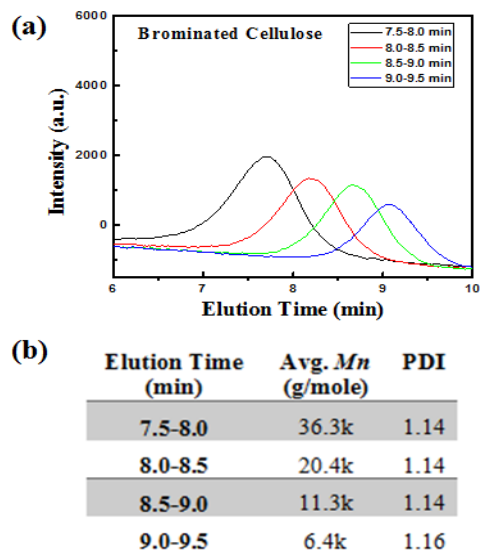 (a)
Brominated Cellulose
7.5-8.0 min
8.0-8.5 min
8.5-9.0 min
9.0-9.5 min
6000
4000
2000
0
Intensity (a.u.)
6 7 8 9 10
Elution Time (min)
(b)
Elution Time Avg. Mn PDI
(min) (g/mole)
7.5-8.0 36.3k 1.14
8.0-8.5 20.4k 1.14
8.5-9.0 11.3k 1.14
9.0-9.5 6.4k 1.16